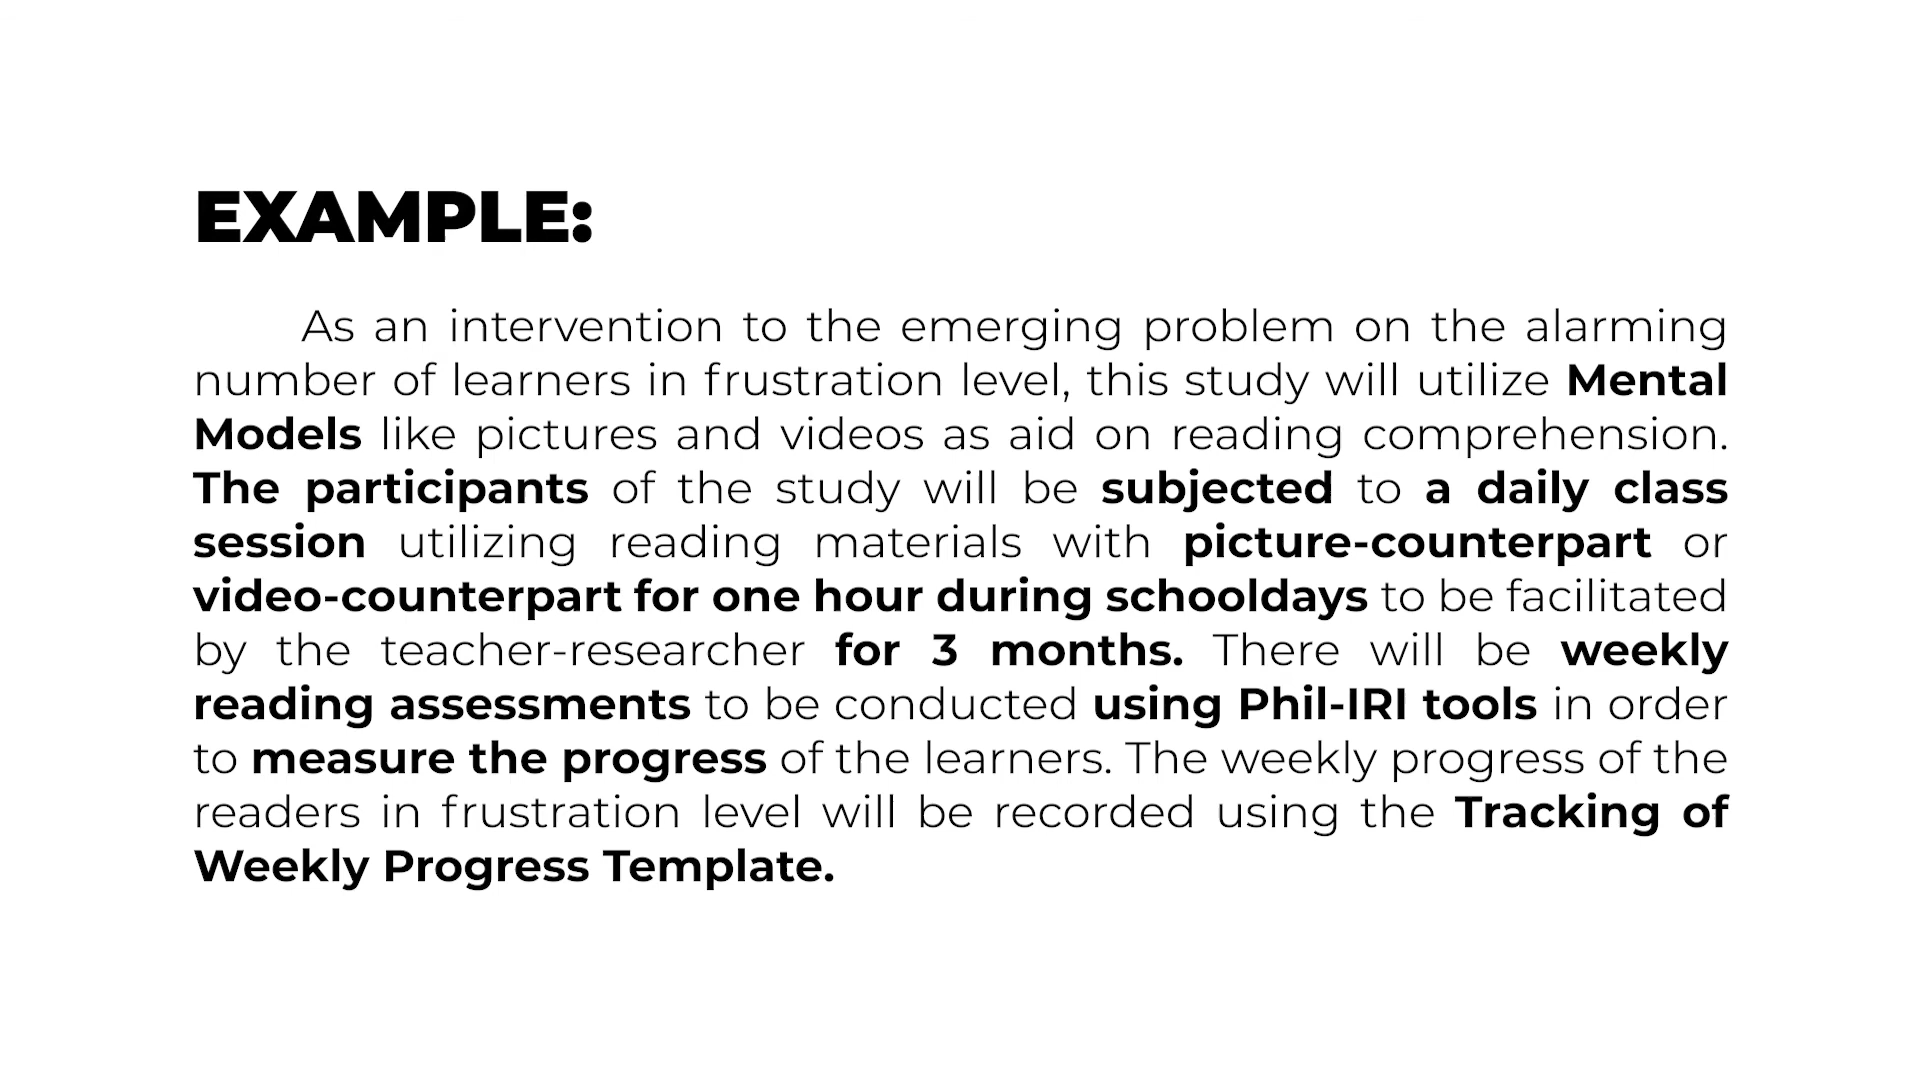 EXAMPLE:
As an intervention to the emerging problem on the alarming
number of learners in frustration level, this study will utilize Mental
Models like pictures and videos as aid on reading comprehension.
The participants of the study will be subjected to a daily class
session utilizing reading materials with picture-counterpart or
video-counterpart for one hour during schooldays to be facilitated
by the teacher-researcher for 3 months. There will be weekly
reading assessments to be conducted using Phil-IRI tools in order
to measure the progress of the learners. The weekly progress of the
readers in frustration level will be recorded using the Tracking of
Weekly Progress Template.